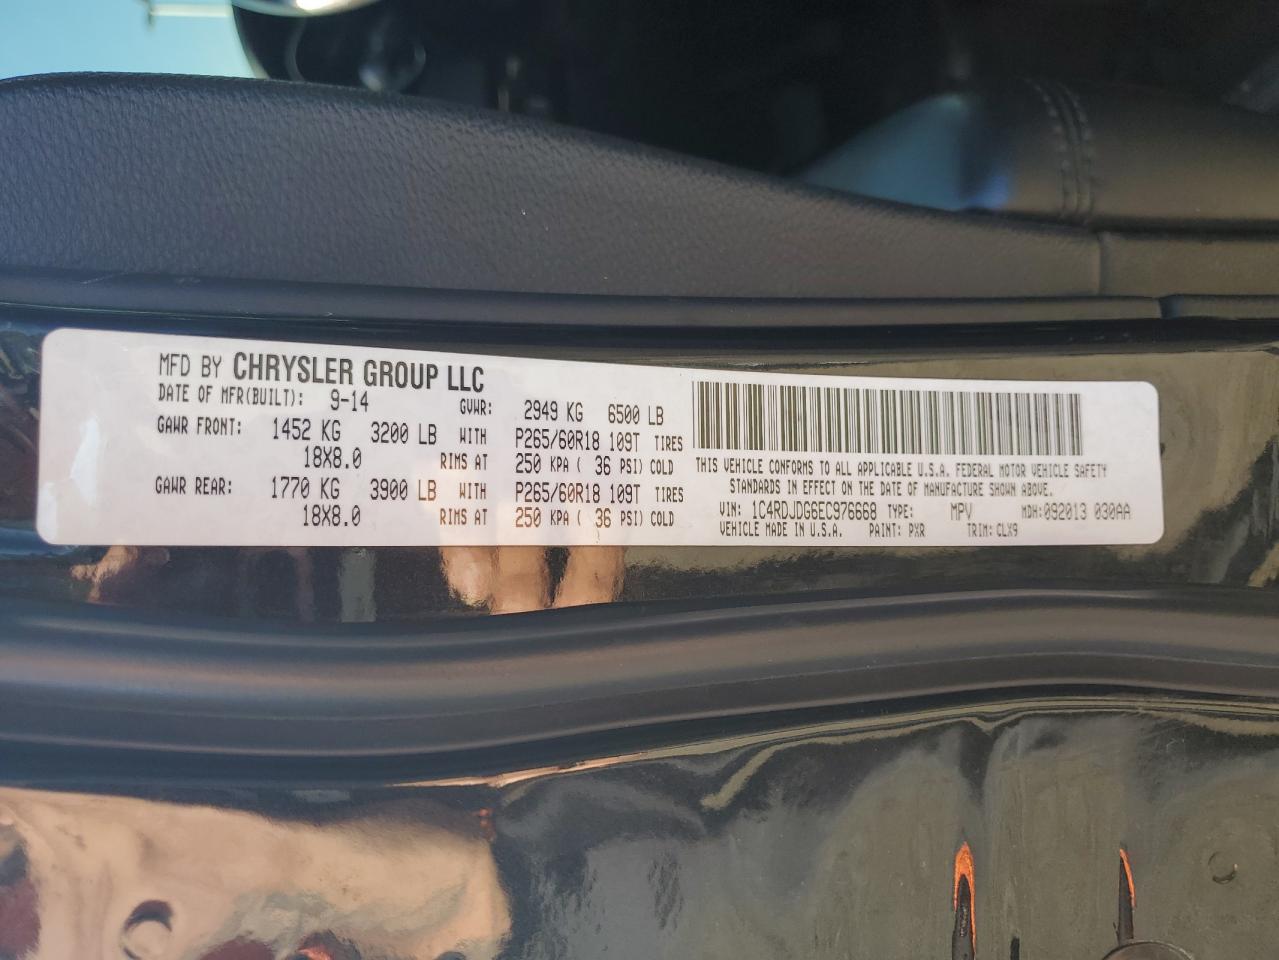 MFD BY CHRYSLER GROUP LLC
DATE OF MFR(BUILT): 9-14 GVWR: 2949 KG 6500 LB
GAWR FRONT: 1452 KG 3200 LB WITH P265/60R18 109T TIRES
18X8.0 RIMS AT 250 KPA ( 36 PSI) COLD
GAWR REAR: 1770 KG 3900 LB WITH P265/60R18 109T TIRES
18X8.0 RIMS AT 250 KPA ( 36 PSI) COLD
THIS VEHICLE CONFORMS TO ALL APPLICABLE U.S.A. FEDERAL MOTOR VEHICLE SAFETY
STANDARDS IN EFFECT ON THE DATE OF MANUFACTURE SHOWN ABOVE.
VIN: 1C4RDJDG6EC976668 TYPE: MPV MDH: 092013 030AA
VEHICLE MADE IN U.S.A. PAINT: PXR TRIM: CLX9